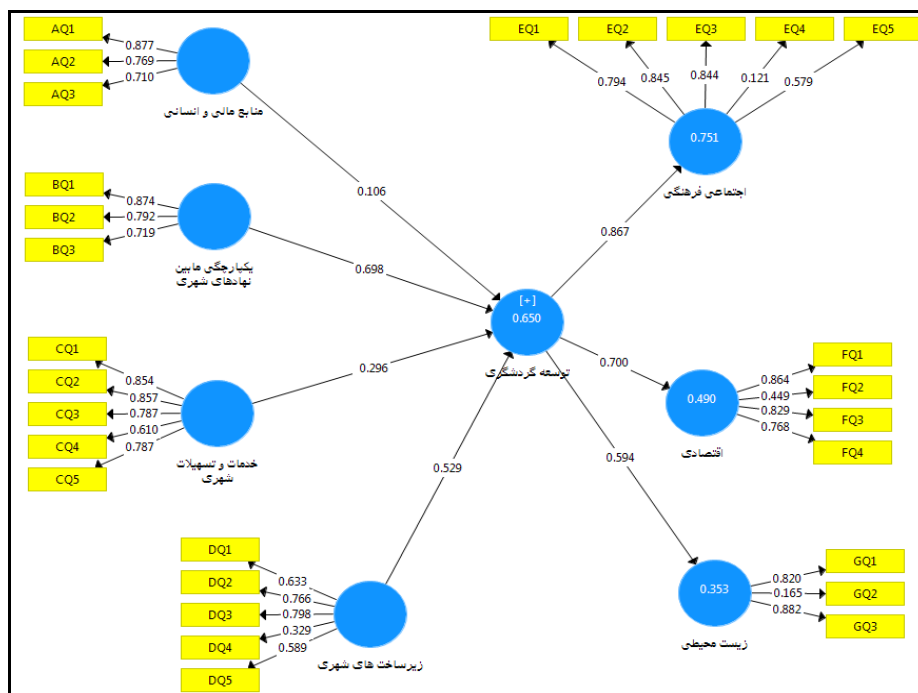 AQ1
AQ2
AQ3
0.877
0.769
0.710
منابع مالی و انسانی
BQ1
BQ2
BQ3
0.874
0.792
0.719
یکپارچگی مابین
نهادهای شهری
CQ1
CQ2
CQ3
CQ4
CQ5
0.854
0.857
0.787
0.610
0.787
خدمات و تسهیلات
شهری
DQ1
DQ2
DQ3
DQ4
DQ5
0.633
0.766
0.798
0.329
0.589
زیرساخت های شهری
0.106
0.698
0.296
0.529
[+]
0.650
توسعه گردشگری
0.867
0.700
0.594
EQ1
EQ2
EQ3
EQ4
EQ5
0.794
0.845
0.844
0.121
0.579
0.751
اجتماعی فرهنگی
FQ1
FQ2
FQ3
FQ4
0.864
0.449
0.829
0.768
0.490
اقتصادی
GQ1
GQ2
GQ3
0.820
0.165
0.882
0.353
زیست محیطی